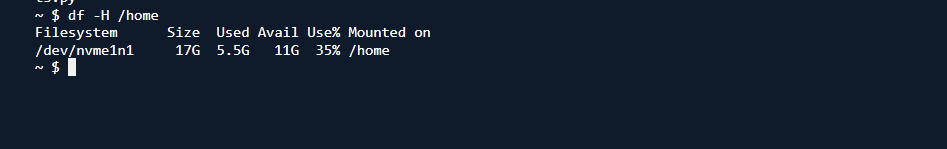 ~ $ df -H /home
Filesystem      Size  Used Avail Use% Mounted on
/dev/nvme1n1     17G  5.5G   11G  35% /home
~ $